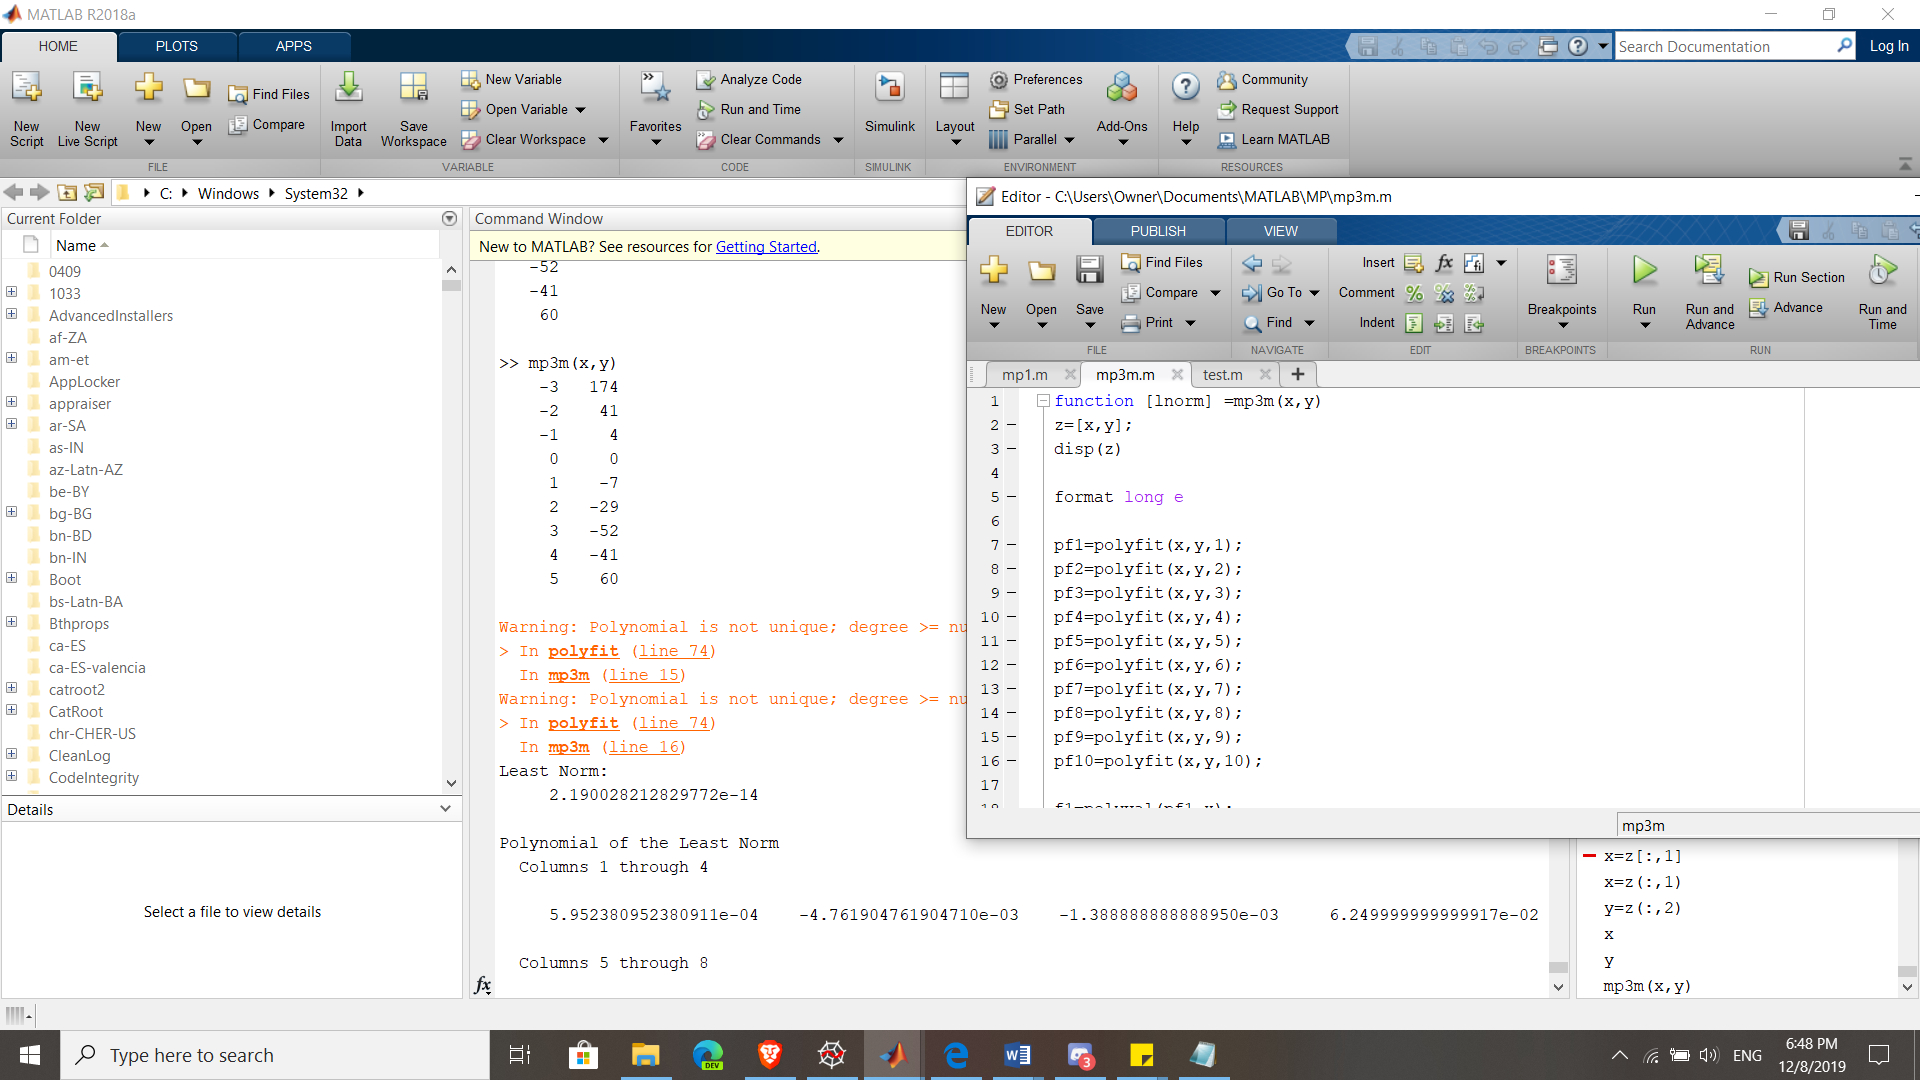 MATLAB R2018a
HOME PLOTS APPS
Search Documentation Log In
New Script
New Live Script
New
Open
Find Files
Compare
FILE
Import Data
Save Workspace
New Variable
Open Variable
Clear Workspace
VARIABLE
Favorites
Analyze Code
Run and Time
Clear Commands
CODE
Simulink
SIMULINK
Layout
Preferences
Set Path
Parallel
Add-Ons
ENVIRONMENT
Help
Community
Request Support
Learn MATLAB
RESOURCES
C: Windows System32
Current Folder
Name
0409
1033
AdvancedInstallers
af-ZA
am-et
AppLocker
appraiser
ar-SA
as-IN
az-Latn-AZ
be-BY
bg-BG
bn-BD
bn-IN
Boot
bs-Latn-BA
Bthprops
ca-ES
ca-ES-valencia
catroot2
CatRoot
chr-CHER-US
CleanLog
CodeIntegrity
Details
Select a file to view details
Command Window
New to MATLAB? See resources for Getting Started.
-52
-41
60
>> mp3m(x,y)
-3 174
-2 41
-1 4
0 0
1 -7
2 -29
3 -52
4 -41
5 60
Warning: Polynomial is not unique; degree >= nu
> In polyfit (line 74)
In mp3m (line 15)
Warning: Polynomial is not unique; degree >= nu
> In polyfit (line 74)
In mp3m (line 16)
Least Norm:
2.190028212829772e-14
Polynomial of the Least Norm
Columns 1 through 4
5.952380952380911e-04 -4.761904761904710e-03 -1.388888888888950e-03 6.249999999999917e-02
Columns 5 through 8
fx
Editor - C:\Users\Owner\Documents\MATLAB\MP\mp3m.m
EDITOR PUBLISH VIEW
New
Open
Save
Find Files
Compare
Print
FILE
Go To
Find
NAVIGATE
Insert fx
Comment
Indent
EDIT
Breakpoints
BREAKPOINTS
Run
Run and Advance
Run Section
Advance
Run and Time
RUN
mp1.m mp3m.m test.m +
1 function [lnorm] =mp3m(x,y)
2 z=[x,y];
3 disp(z)
4
5 format long e
6
7 pf1=polyfit(x,y,1);
8 pf2=polyfit(x,y,2);
9 pf3=polyfit(x,y,3);
10 pf4=polyfit(x,y,4);
11 pf5=polyfit(x,y,5);
12 pf6=polyfit(x,y,6);
13 pf7=polyfit(x,y,7);
14 pf8=polyfit(x,y,8);
15 pf9=polyfit(x,y,9);
16 pf10=polyfit(x,y,10);
17
18 f1=polyval(pf1,x);
mp3m
x=z[:,1]
x=z(:,1)
y=z(:,2)
x
y
mp3m(x,y)
Type here to search
DEV
3
ENG
6:48 PM
12/8/2019